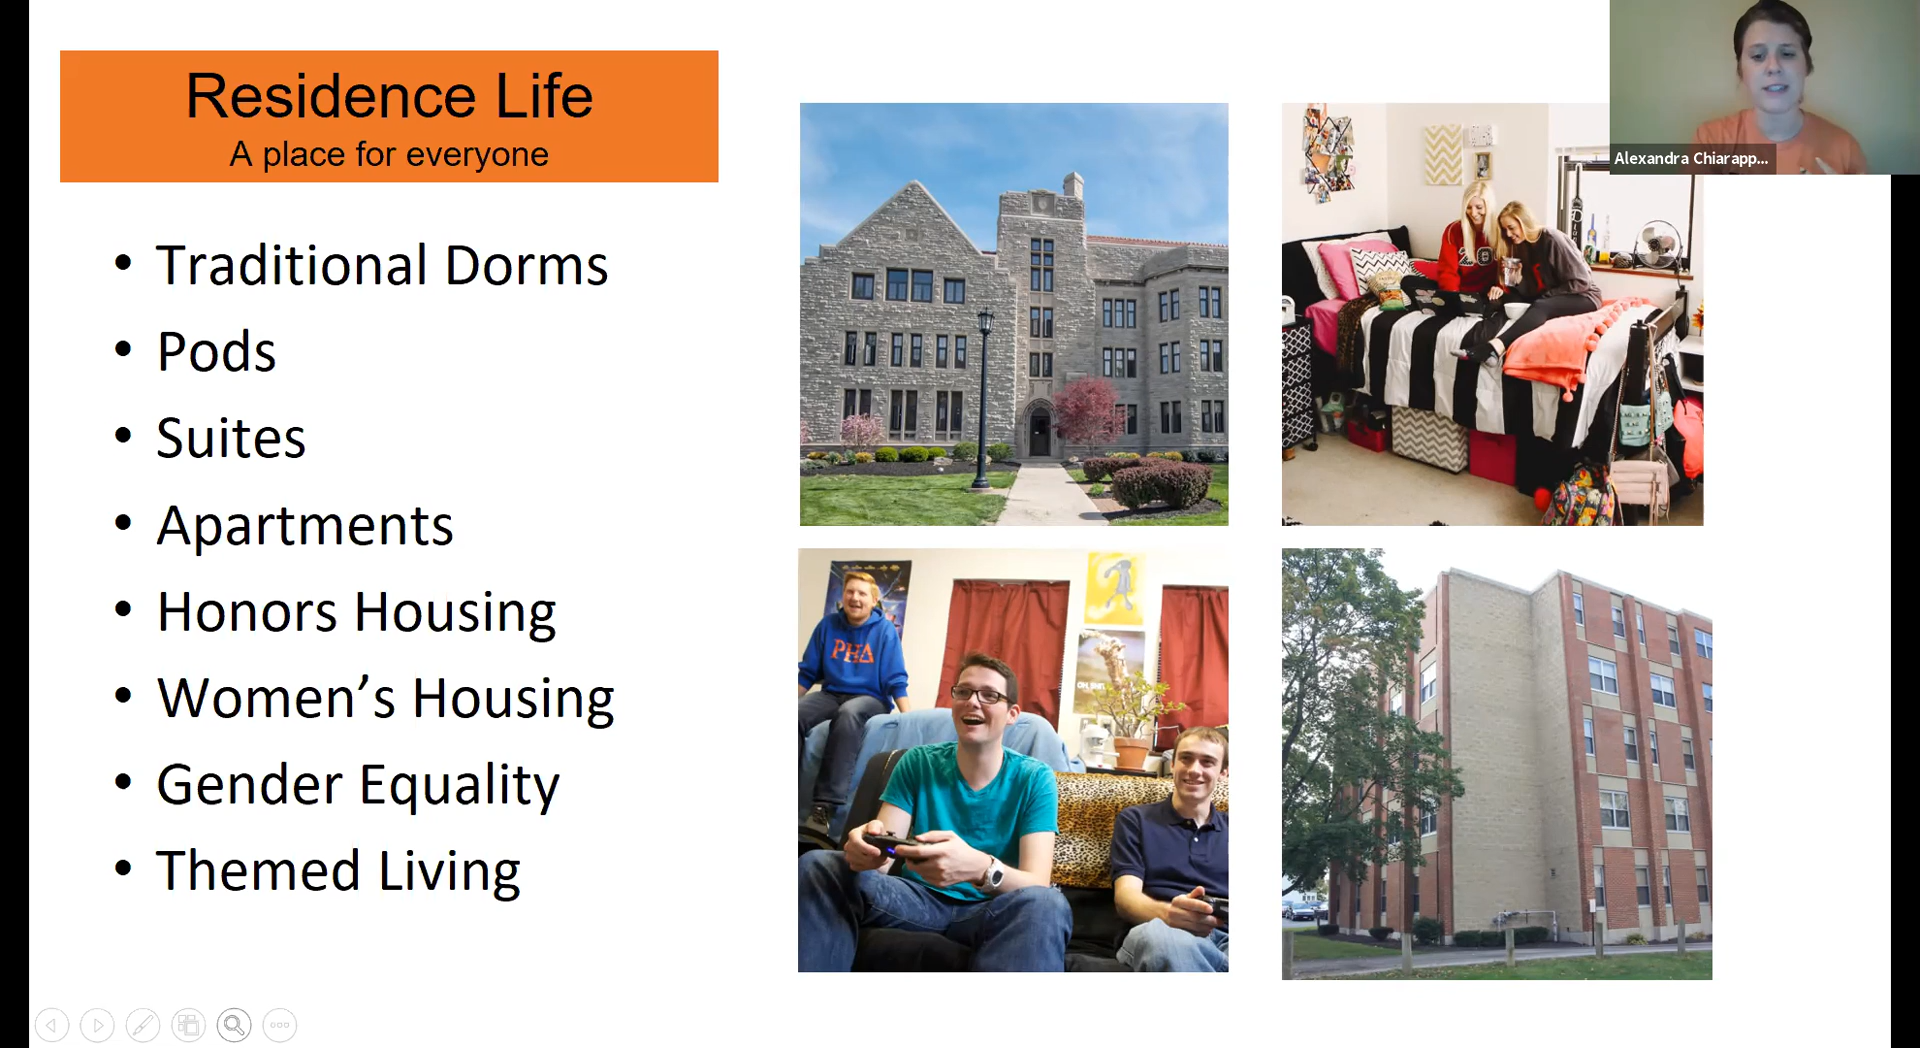 Residence Life
A place for everyone
• Traditional Dorms
• Pods
• Suites
• Apartments
• Honors Housing
• Women’s Housing
• Gender Equality
• Themed Living
Alexandra Chiarapp...
ΦΗΔ